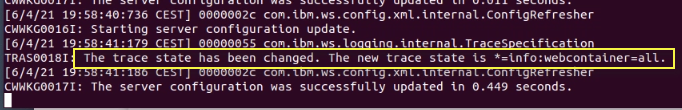 CWWKG0017I: The server configuration was successfully updated in 0.011 seconds.
[6/4/21 19:58:40:736 CEST] 0000002c com.ibm.ws.config.xml.internal.ConfigRefresher
CWWKG0016I: Starting server configuration update.
[6/4/21 19:58:41:179 CEST] 00000055 com.ibm.ws.logging.internal.TraceSpecification
TRAS0018I: The trace state has been changed. The new trace state is *=info:webcontainer=all.
[6/4/21 19:58:41:186 CEST] 0000002c com.ibm.ws.config.xml.internal.ConfigRefresher
CWWKG0017I: The server configuration was successfully updated in 0.449 seconds.